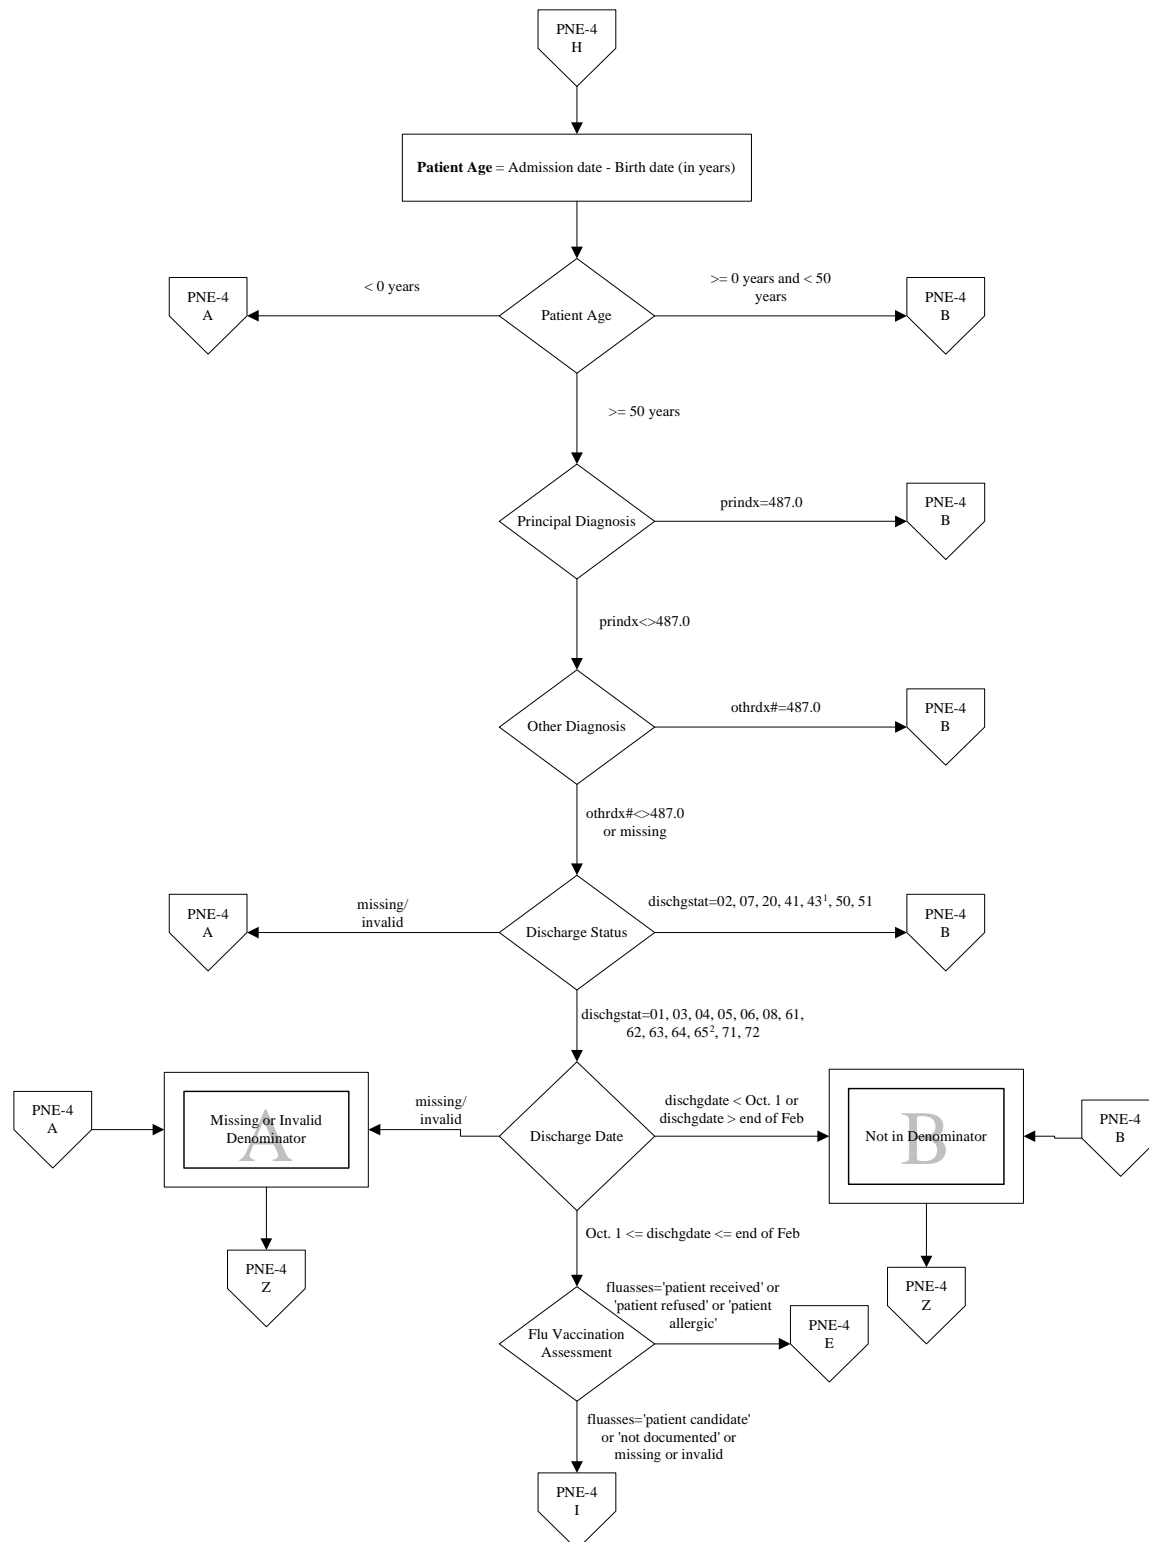 PNE-4
H
Patient Age = Admission date - Birth date (in years)
< 0 years
>= 0 years and < 50
years
PNE-4
A
Patient Age
PNE-4
B
>= 50 years
Principal Diagnosis
prindx=487.0
PNE-4
B
prindx<>487.0
Other Diagnosis
othrdx#=487.0
PNE-4
B
othrdx#<>487.0
or missing
PNE-4
A
missing/
invalid
Discharge Status
dischgstat=02, 07, 20, 41, 43¹, 50, 51
PNE-4
B
dischgstat=01, 03, 04, 05, 06, 08, 61,
62, 63, 64, 65², 71, 72
PNE-4
A
A
Missing or Invalid
Denominator
missing/
invalid
Discharge Date
dischgdate < Oct. 1 or
dischgdate > end of Feb
B
Not in Denominator
PNE-4
B
PNE-4
Z
Oct. 1 <= dischgdate <= end of Feb
PNE-4
Z
fluasses='patient received' or
'patient refused' or 'patient
allergic'
Flu Vaccination
Assessment
PNE-4
E
fluasses='patient candidate'
or 'not documented' or
missing or invalid
PNE-4
I